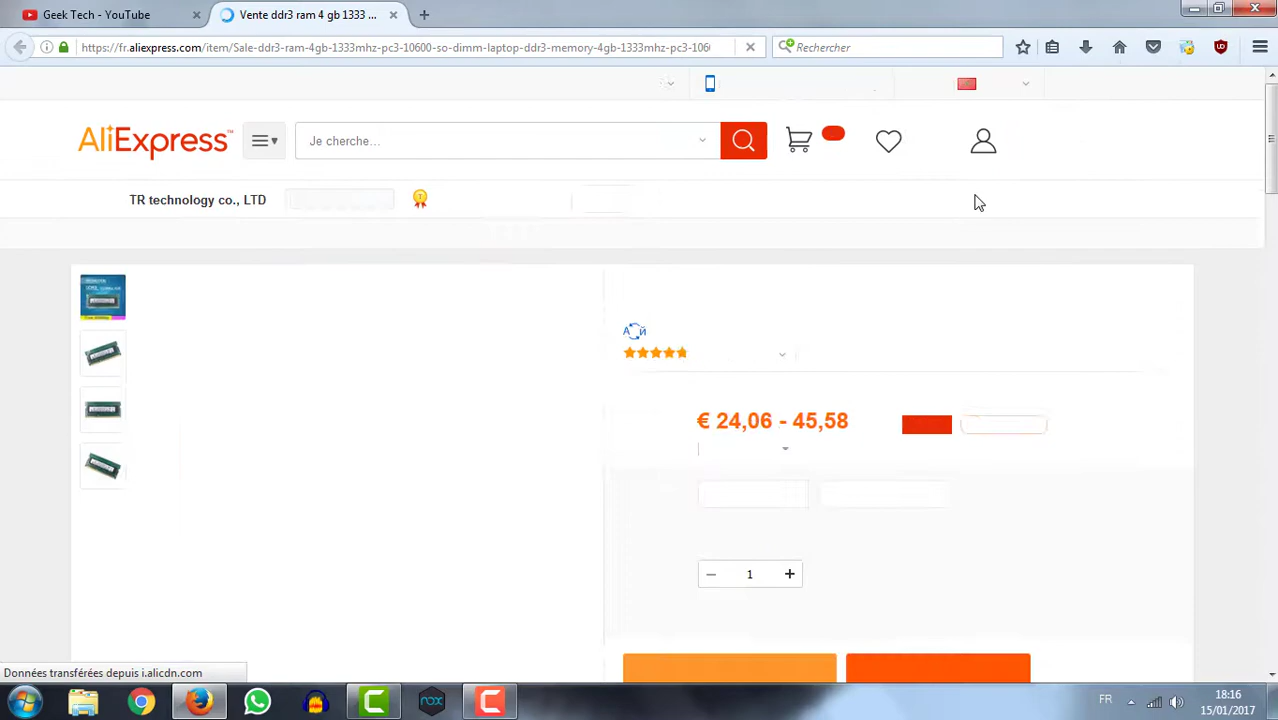 Geek Tech - YouTube
Vente ddr3 ram 4 gb 1333 ...
https://fr.aliexpress.com/item/Sale-ddr3-ram-4gb-1333mhz-pc3-10600-so-dimm-laptop-ddr3-memory-4gb-1333mhz-pc3-106
Rechercher
AliExpress™
Je cherche...
TR technology co., LTD
€ 24,06 - 45,58
1
Données transférées depuis i.alicdn.com
nox
FR
18:16
15/01/2017